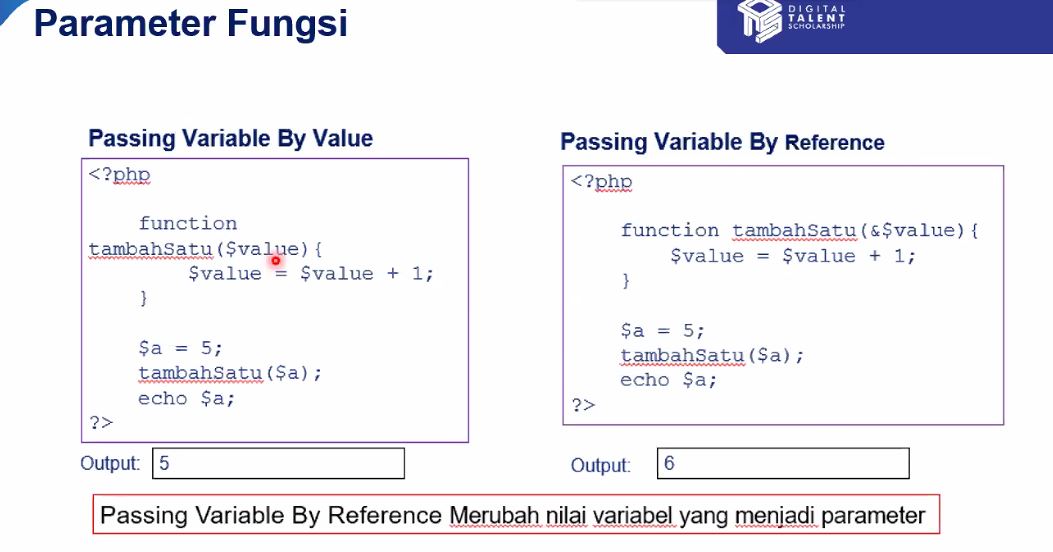 Parameter Fungsi
DIGITAL
TALENT
SCHOLARSHIP
Passing Variable By Value
<?php
function
tambahSatu($value){
$value = $value + 1;
}
$a = 5;
tambahSatu($a);
echo $a;
?>
Output: 5
Passing Variable By Reference
<?php
function tambahSatu(&$value){
$value = $value + 1;
}
$a = 5;
tambahSatu($a);
echo $a;
?>
Output: 6
Passing Variable By Reference Merubah nilai variabel yang menjadi parameter